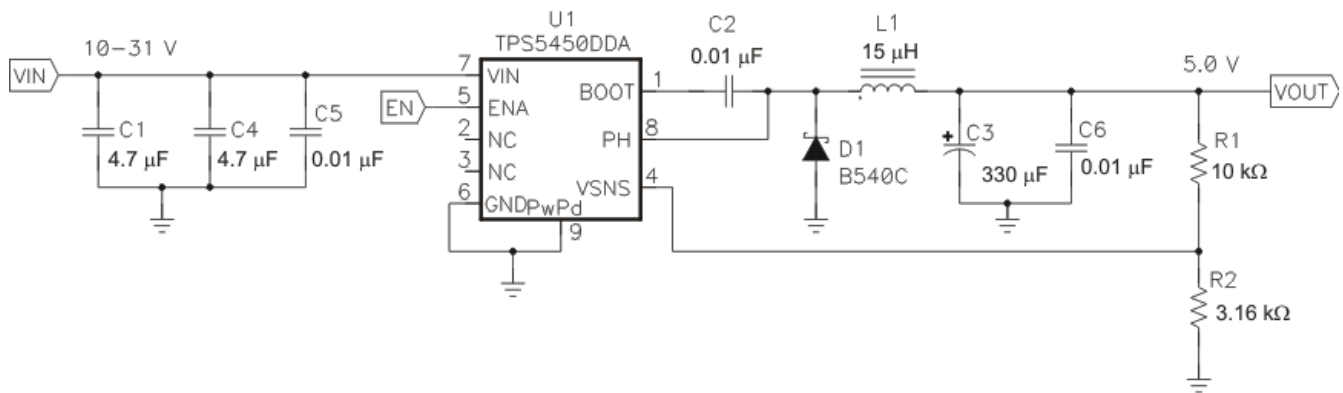 VIN
10-31 V
C1
4.7 µF
C4
4.7 µF
C5
0.01 µF
EN
U1
TPS5450DDA
7
VIN
5
ENA
2
NC
3
NC
6
GND
PwPd
9
BOOT
1
PH
8
VSNS
4
C2
0.01 µF
D1
B540C
L1
15 µH
C3
+
330 µF
C6
0.01 µF
5.0 V
VOUT
R1
10 kΩ
R2
3.16 kΩ